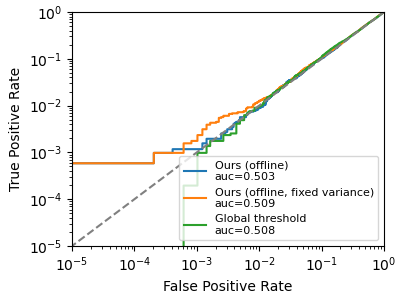 10⁰
10⁻¹
10⁻²
10⁻³
10⁻⁴
10⁻⁵
True Positive Rate
Ours (offline)
auc=0.503
Ours (offline, fixed variance)
auc=0.509
Global threshold
auc=0.508
10⁻⁵ 10⁻⁴ 10⁻³ 10⁻² 10⁻¹ 10⁰
False Positive Rate